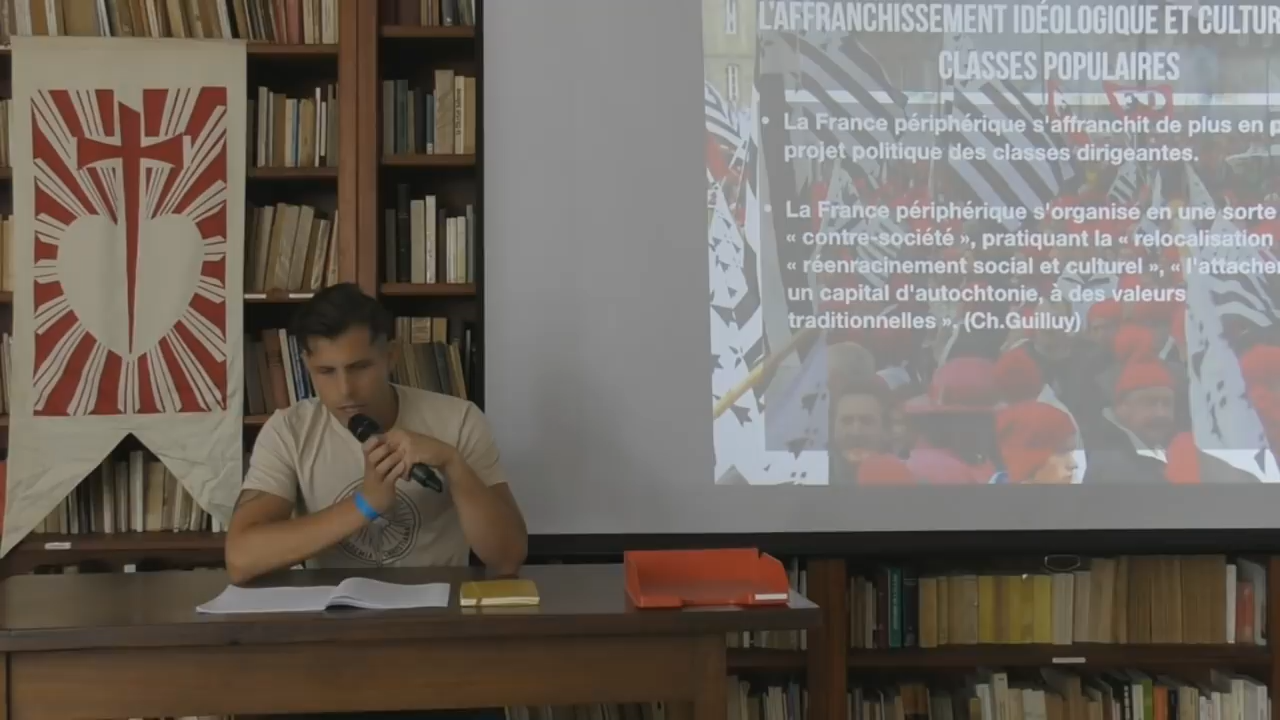 L'AFFRANCHISSEMENT IDÉOLOGIQUE ET CULTUR
CLASSES POPULAIRES
• La France périphérique s'affranchit de plus en p
projet politique des classes dirigeantes.
• La France périphérique s'organise en une sorte
« contre-société », pratiquant la « relocalisation
« réenracinement social et culturel », « l'attachem
un capital d'autochtonie, à des valeurs
traditionnelles ». (Ch.Guilluy)